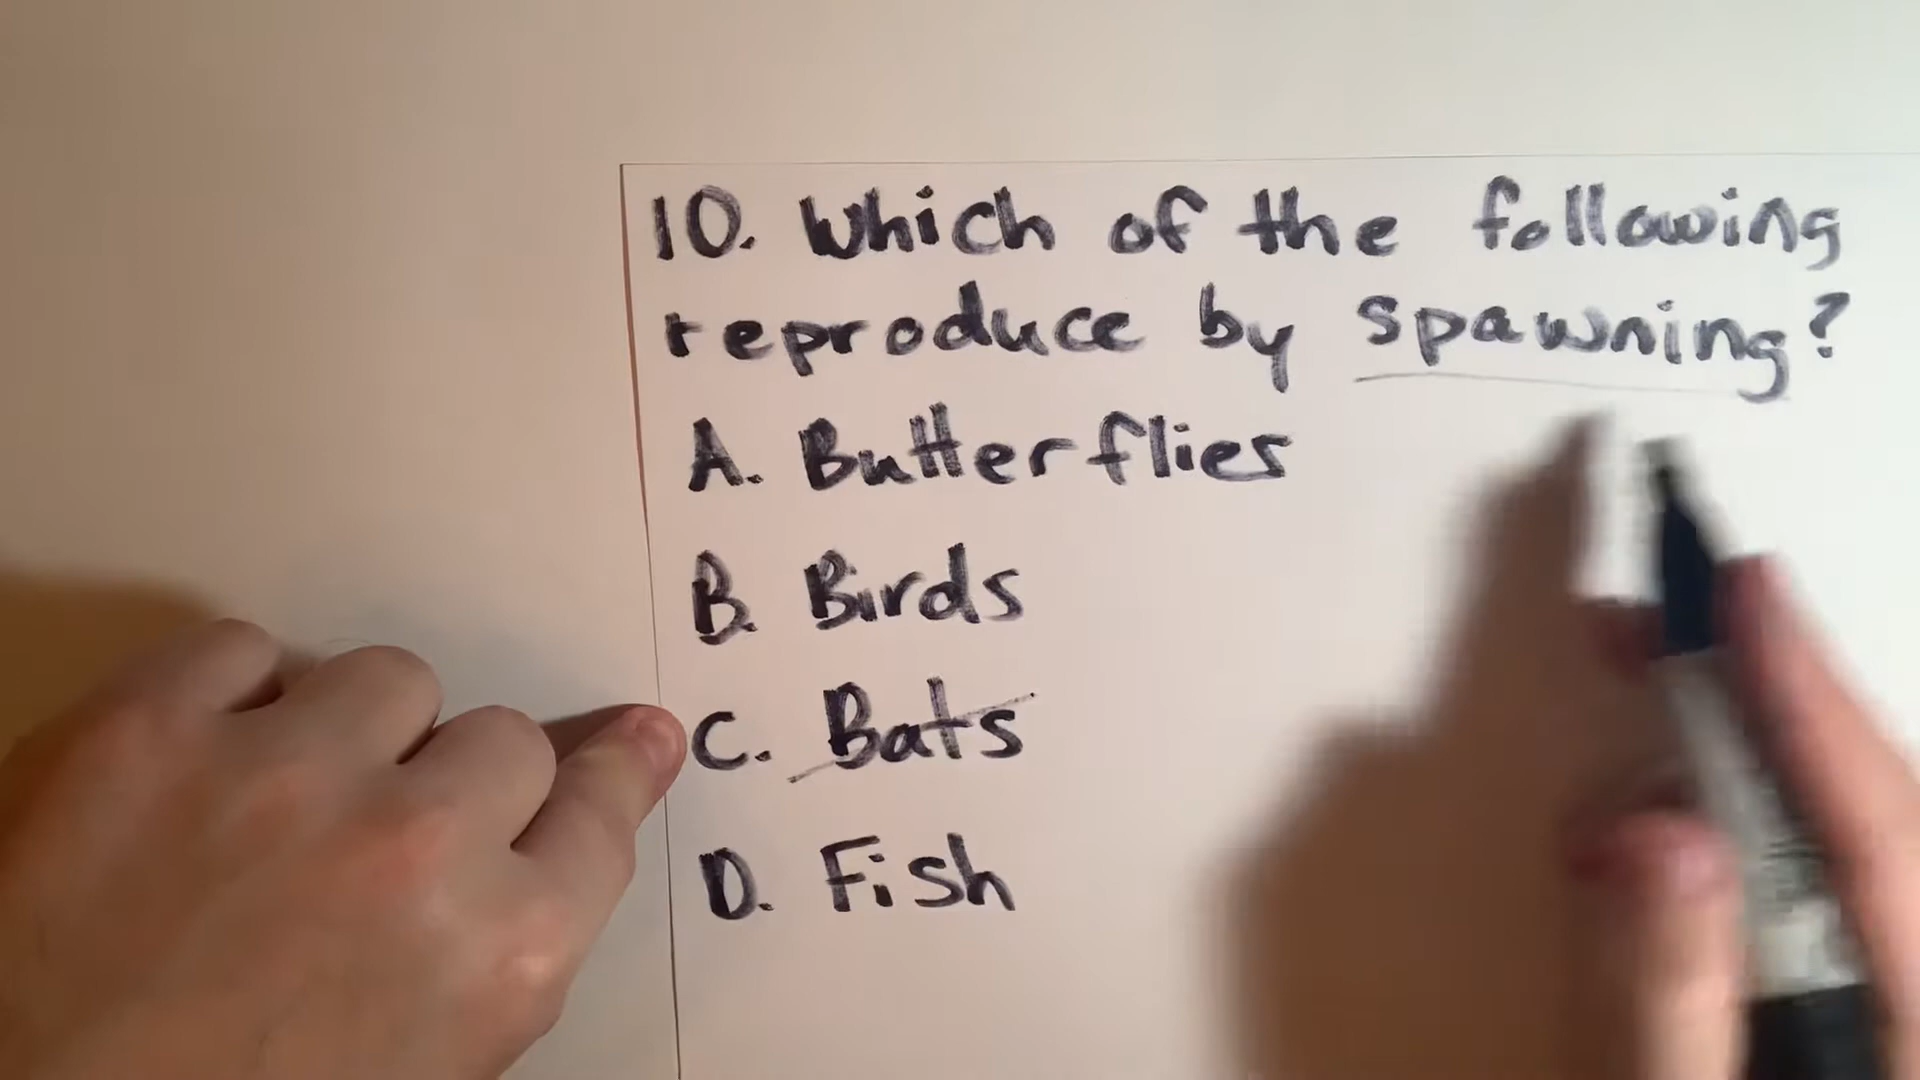 10. Which of the following
reproduce by spawning?
A. Butterflies
B. Birds
C. Bats
D. Fish